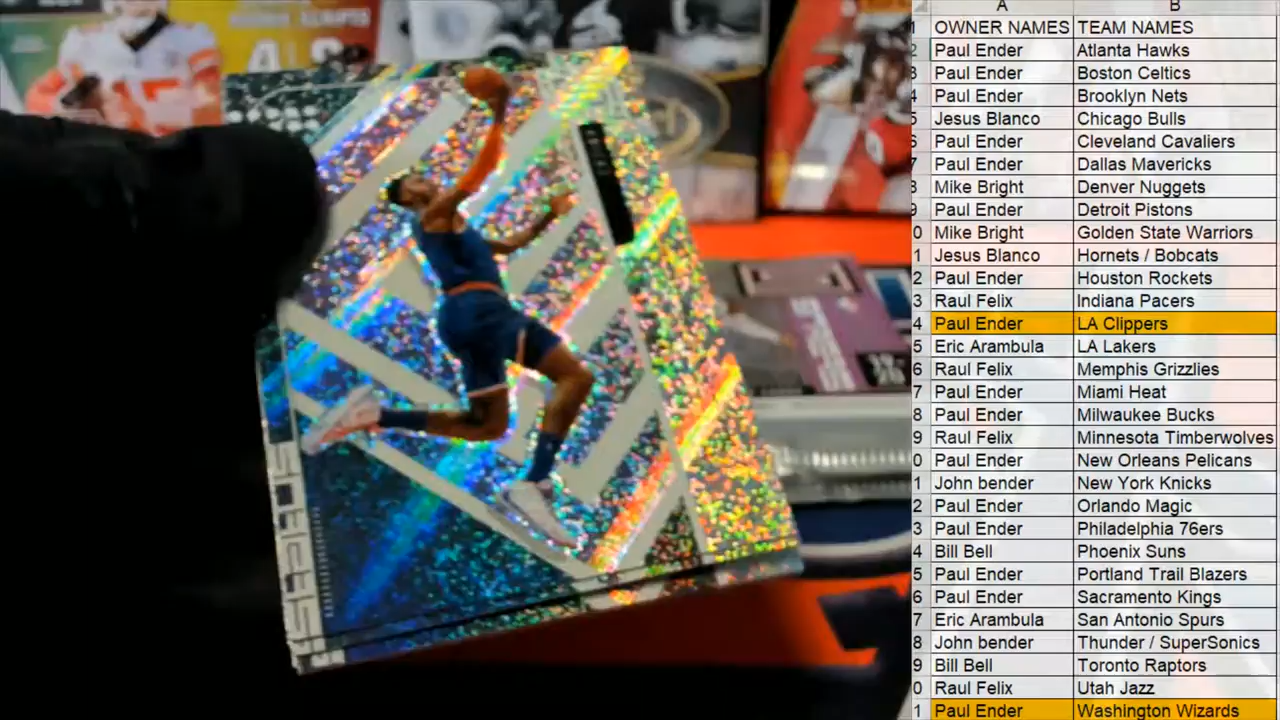 A B
1 OWNER NAMES TEAM NAMES
2 Paul Ender Atlanta Hawks
3 Paul Ender Boston Celtics
4 Paul Ender Brooklyn Nets
5 Jesus Blanco Chicago Bulls
6 Paul Ender Cleveland Cavaliers
7 Paul Ender Dallas Mavericks
8 Mike Bright Denver Nuggets
9 Paul Ender Detroit Pistons
0 Mike Bright Golden State Warriors
1 Jesus Blanco Hornets / Bobcats
2 Paul Ender Houston Rockets
3 Raul Felix Indiana Pacers
4 Paul Ender LA Clippers
5 Eric Arambula LA Lakers
6 Raul Felix Memphis Grizzlies
7 Paul Ender Miami Heat
8 Paul Ender Milwaukee Bucks
9 Raul Felix Minnesota Timberwolves
0 Paul Ender New Orleans Pelicans
1 John bender New York Knicks
2 Paul Ender Orlando Magic
3 Paul Ender Philadelphia 76ers
4 Bill Bell Phoenix Suns
5 Paul Ender Portland Trail Blazers
6 Paul Ender Sacramento Kings
7 Eric Arambula San Antonio Spurs
8 John bender Thunder / SuperSonics
9 Bill Bell Toronto Raptors
0 Raul Felix Utah Jazz
1 Paul Ender Washington Wizards